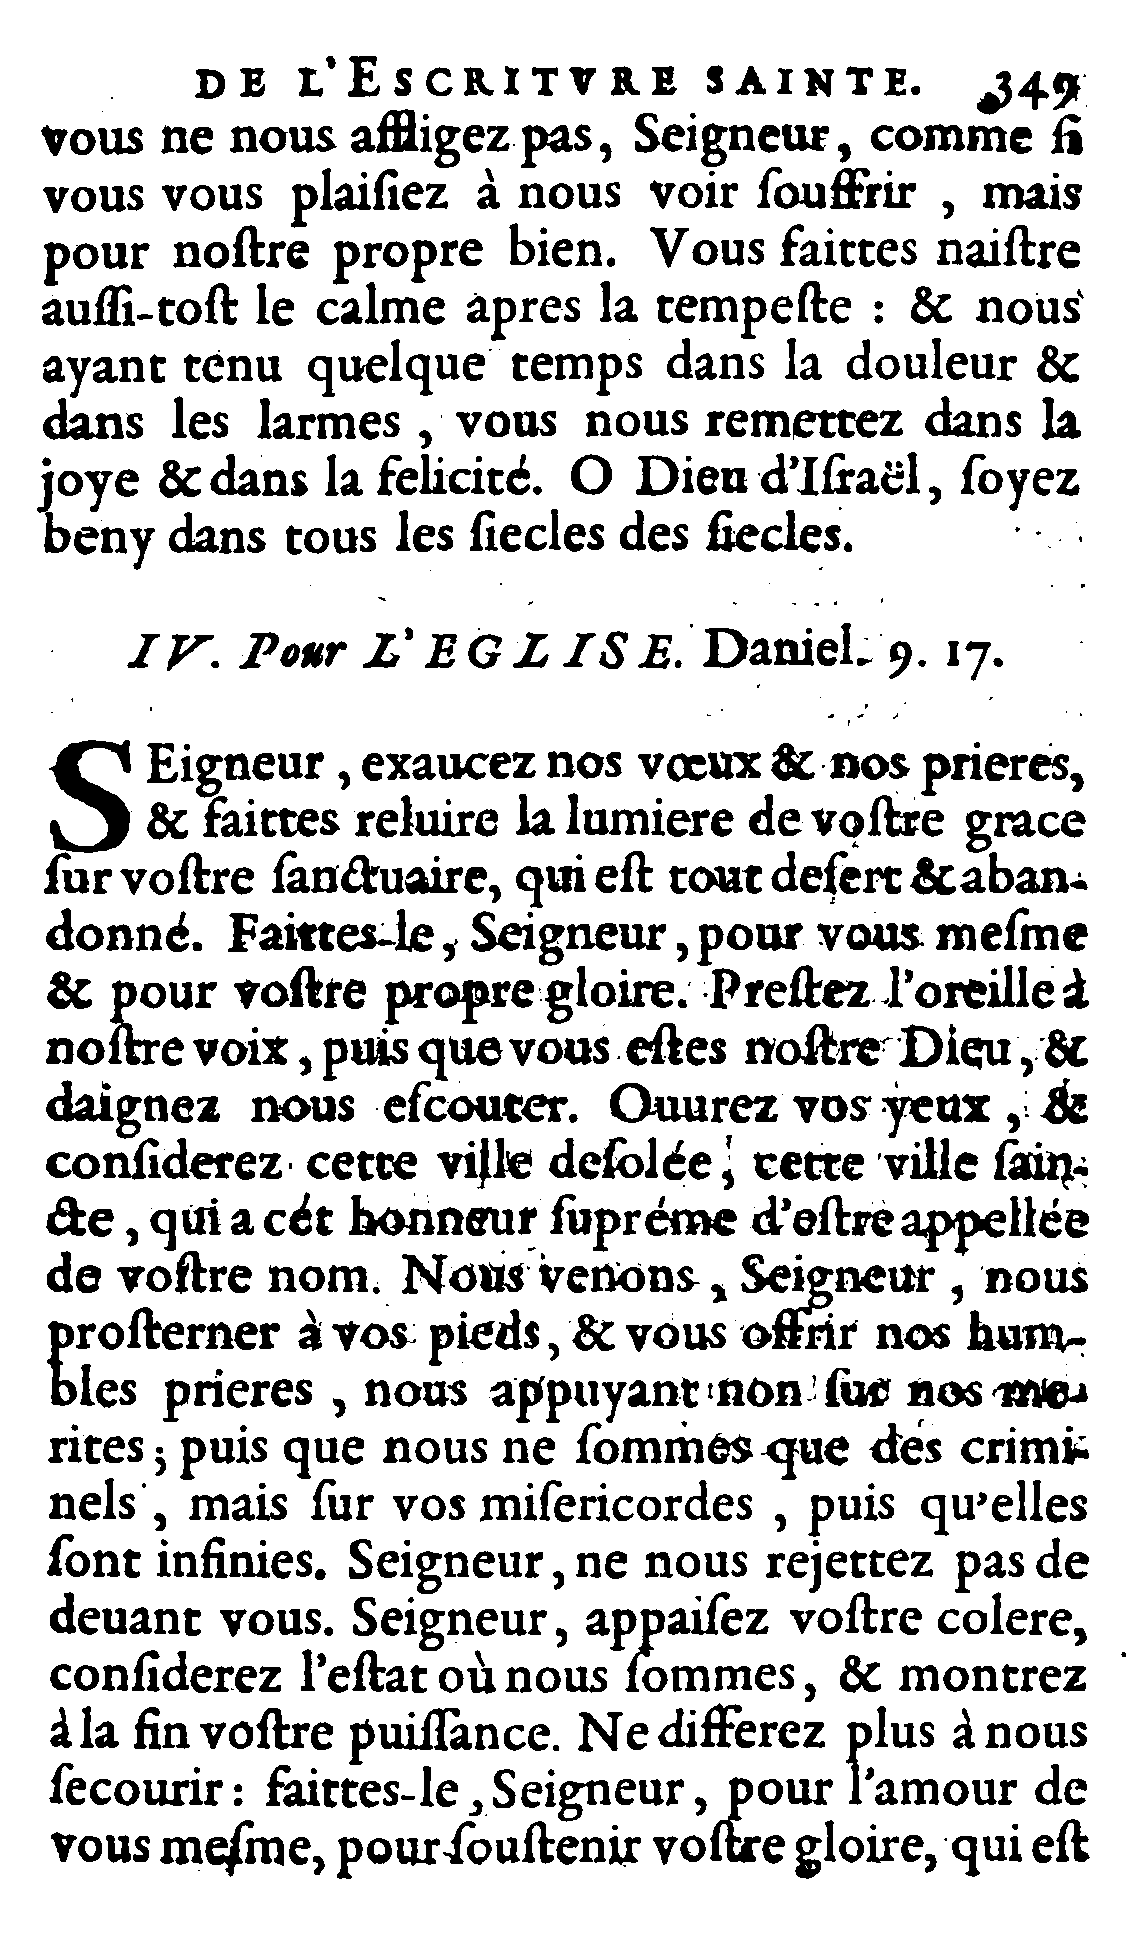 DE L'ESCRITVRE SAINTE. 349
vous ne nous affligez pas, Seigneur, comme ſi
vous vous plaiſiez à nous voir ſouffrir , mais
pour noſtre propre bien. Vous faittes naiſtre
auſſi-toſt le calme apres la tempeſte : & nous
ayant tenu quelque temps dans la douleur &
dans les larmes , vous nous remettez dans la
joye & dans la felicité. O Dieu d'Iſraël, ſoyez
beny dans tous les ſiecles des ſiecles.
IV. Pour L'EGLISE. Daniel. 9. 17.
SEigneur , exaucez nos vœux & nos prieres,
& faittes reluire la lumiere de voſtre grace
ſur voſtre ſanctuaire, qui eſt tout deſert & aban-
donné. Faittes-le, Seigneur , pour vous meſme
& pour voſtre propre gloire. Preſtez l'oreille à
noſtre voix , puis que vous eſtes noſtre Dieu , &
daignez nous eſcouter. Ouurez vos yeux , &
conſiderez cette ville deſolée , cette ville ſain-
cte , qui a cét honneur ſupréme d'eſtre appellée
de voſtre nom. Nous venons , Seigneur , nous
proſterner à vos pieds, & vous offrir nos hum-
bles prieres , nous appuyant non ſur nos me-
rites ; puis que nous ne ſommes que des crimi-
nels , mais ſur vos miſericordes , puis qu'elles
ſont infinies. Seigneur , ne nous rejettez pas de
deuant vous. Seigneur, appaiſez voſtre colere,
conſiderez l'eſtat où nous ſommes, & montrez
à la fin voſtre puiſſance. Ne differez plus à nous
ſecourir : faittes-le , Seigneur, pour l'amour de
vous meſme, pour ſouſtenir voſtre gloire, qui eſt